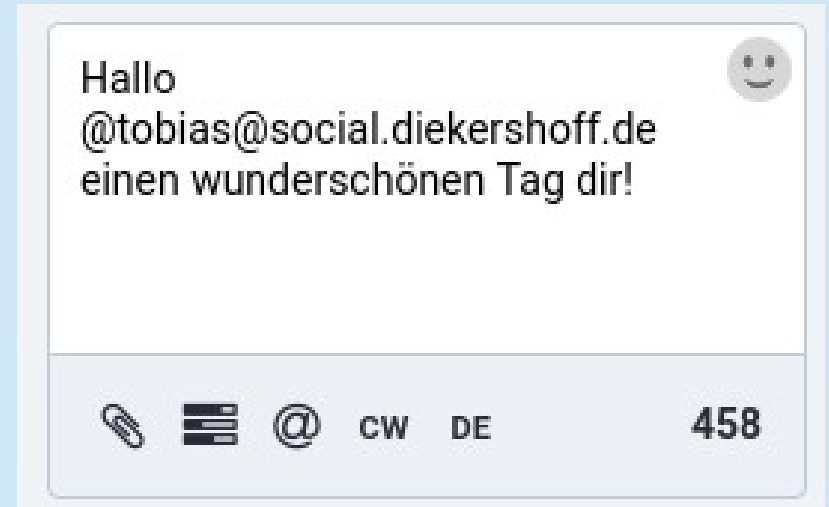 Hallo
@tobias@social.diekershoff.de
einen wunderschönen Tag dir!
@ CW DE 458